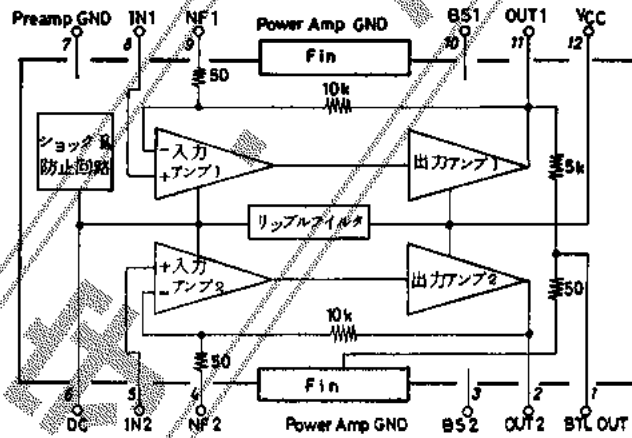 Preamp GND IN1 NF1 Power Amp GND BS1 OUT1 VCC
7 8 9 10 11 12
Fin
50
10k
ショック音
防止回路
-入力
+アンプ1
出力アンプ1
5k
リップルフィルタ
+入力
-アンプ2
出力アンプ2
50
10k
50
Fin
6 5 4 3 2 1
DC IN2 NF2 Power Amp GND BS2 OUT2 BTL OUT